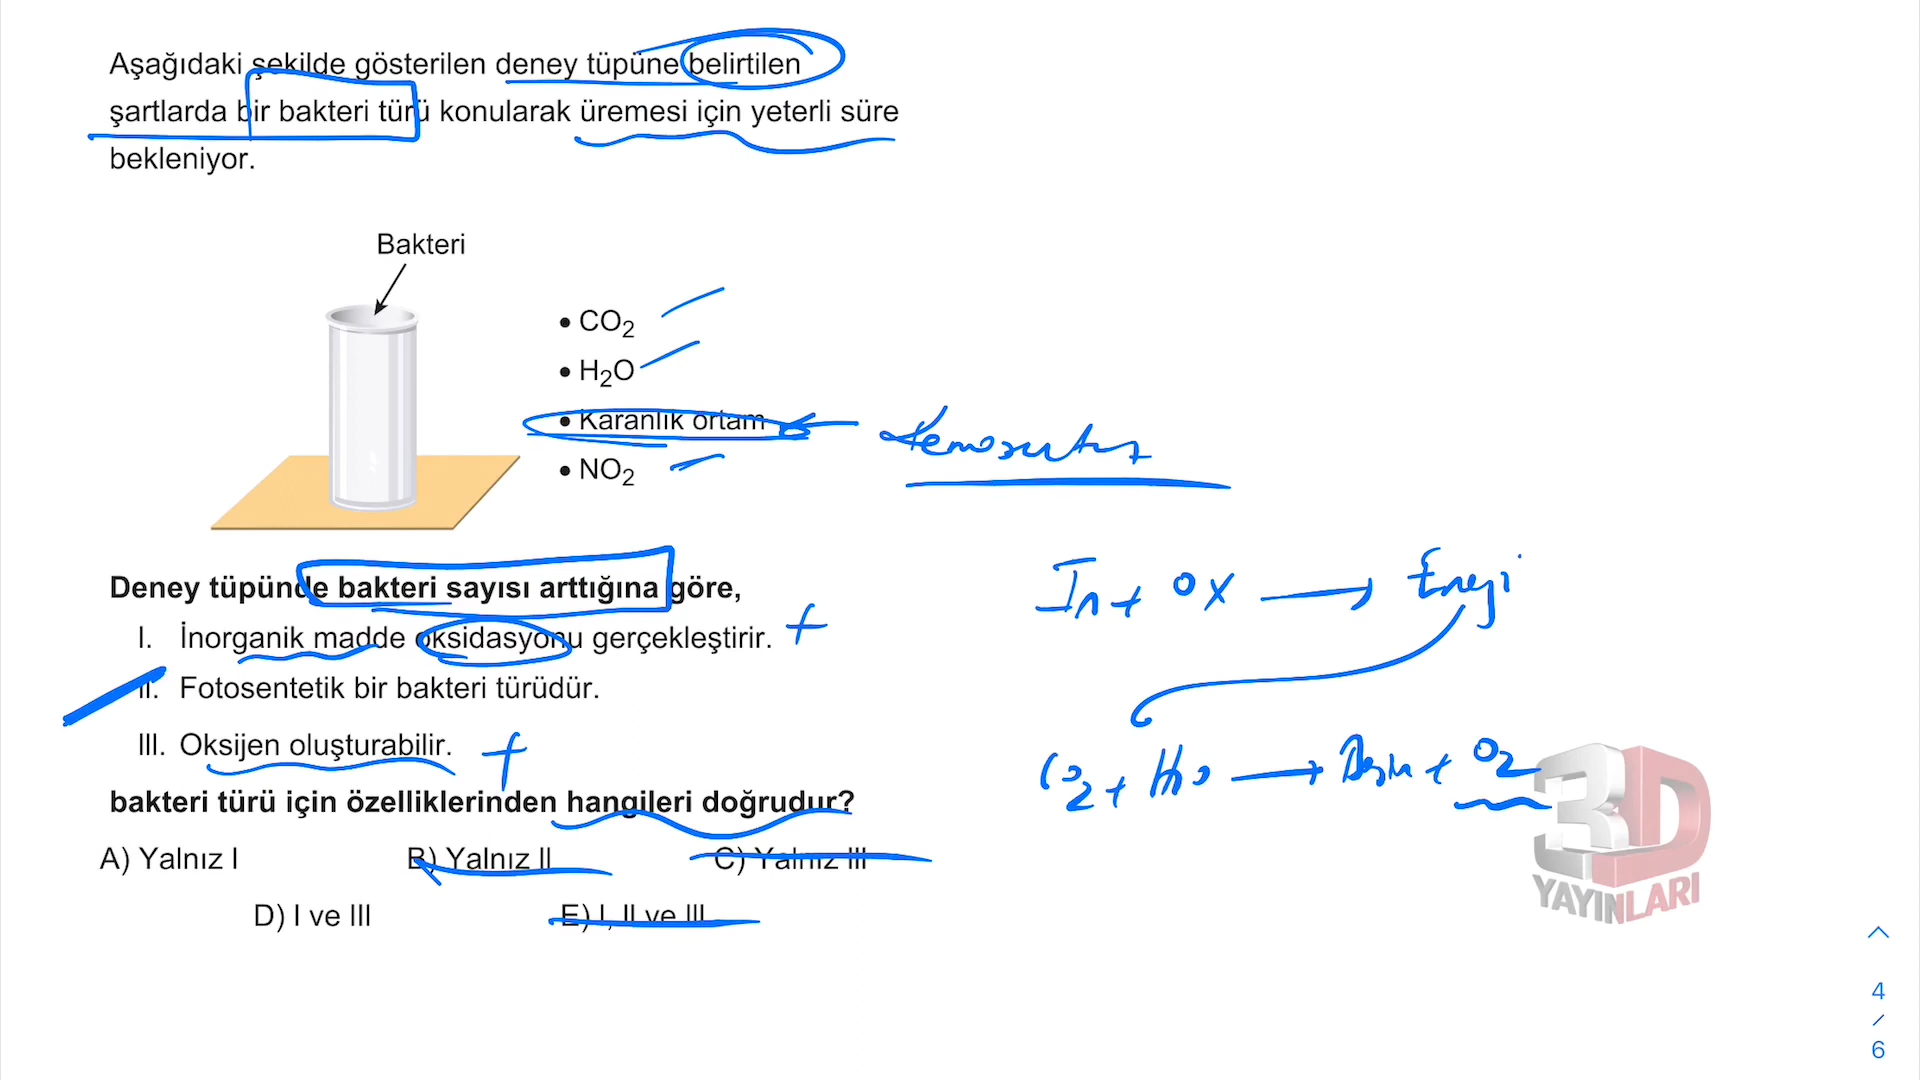 Aşağıdaki şekilde gösterilen deney tüpüne belirtilen
şartlarda bir bakteri türü konularak üremesi için yeterli süre
bekleniyor.
Bakteri
• CO₂
• H₂O
• Karanlık ortam
• NO₂
In + OX → Enerji
Deney tüpünde bakteri sayısı arttığına göre,
I. İnorganik madde oksidasyonu gerçekleştirir. +
II. Fotosentetik bir bakteri türüdür.
III. Oksijen oluşturabilir. +
CO₂ + H₂O → Besin + O₂
bakteri türü için özelliklerinden hangileri doğrudur?
A) Yalnız I B) Yalnız II C) Yalnız III
D) I ve III E) I, II ve III
3D
YAYINLARI
4
/
6